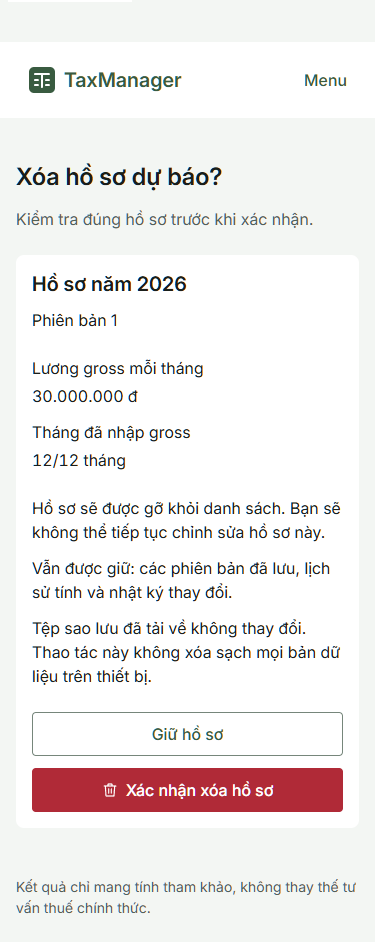 TaxManager
Menu
Xóa hồ sơ dự báo?
Kiểm tra đúng hồ sơ trước khi xác nhận.
Hồ sơ năm 2026
Phiên bản 1
Lương gross mỗi tháng
30.000.000 đ
Tháng đã nhập gross
12/12 tháng
Hồ sơ sẽ được gỡ khỏi danh sách. Bạn sẽ
không thể tiếp tục chỉnh sửa hồ sơ này.
Vẫn được giữ: các phiên bản đã lưu, lịch
sử tính và nhật ký thay đổi.
Tệp sao lưu đã tải về không thay đổi.
Thao tác này không xóa sạch mọi bản dữ
liệu trên thiết bị.
Giữ hồ sơ
Xác nhận xóa hồ sơ
Kết quả chỉ mang tính tham khảo, không thay thế tư
vấn thuế chính thức.